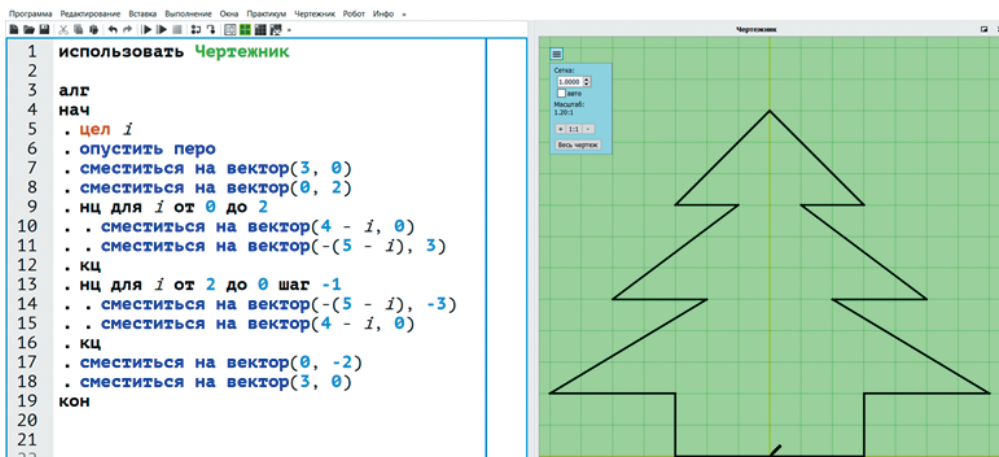 Программа Редактирование Вставка Выполнение Окна Практикум Чертежник Робот Инфо »
Чертежник
1 использовать Чертежник
2
3 алг
4 нач
5 . цел i
6 . опустить перо
7 . сместиться на вектор(3, 0)
8 . сместиться на вектор(0, 2)
9 . нц для i от 0 до 2
10 . . сместиться на вектор(4 - i, 0)
11 . . сместиться на вектор(-(5 - i), 3)
12 . кц
13 . нц для i от 2 до 0 шаг -1
14 . . сместиться на вектор(-(5 - i), -3)
15 . . сместиться на вектор(4 - i, 0)
16 . кц
17 . сместиться на вектор(0, -2)
18 . сместиться на вектор(3, 0)
19 кон
20
21
Сетка:
1.0000
авто
Масштаб:
1.20:1
+ 1:1 -
Весь чертеж